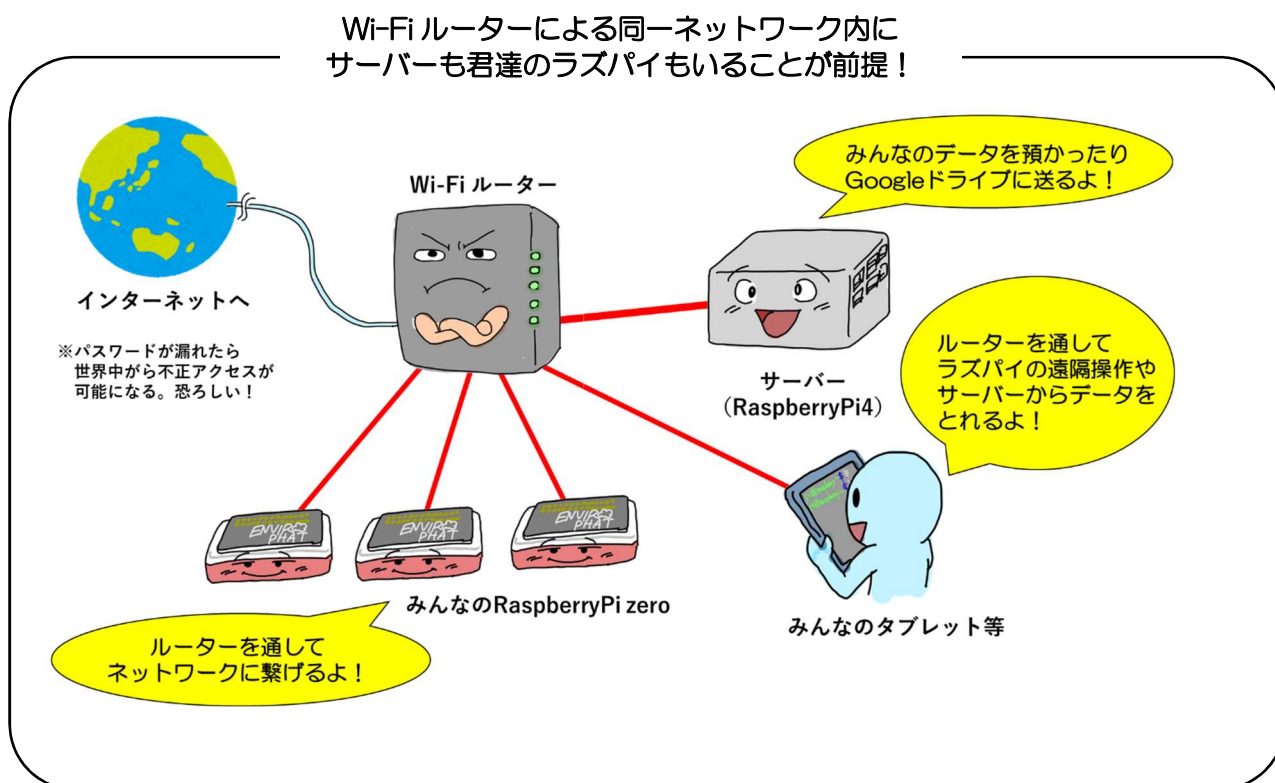 Wi-Fi ルーターによる同一ネットワーク内に
サーバーも君達のラズパイもいることが前提！
みんなのデータを預かったり
Googleドライブに送るよ！
Wi-Fi ルーター
インターネットへ
※パスワードが漏れたら
世界中がら不正アクセスが
可能になる。恐ろしい！
サーバー
（RaspberryPi4）
ルーターを通して
ラズパイの遠隔操作や
サーバーからデータを
とれるよ！
ENVIRO
PHAT
ENVIRO
PHAT
ENVIRO
PHAT
みんなのRaspberryPi zero
みんなのタブレット等
ルーターを通して
ネットワークに繋げるよ！